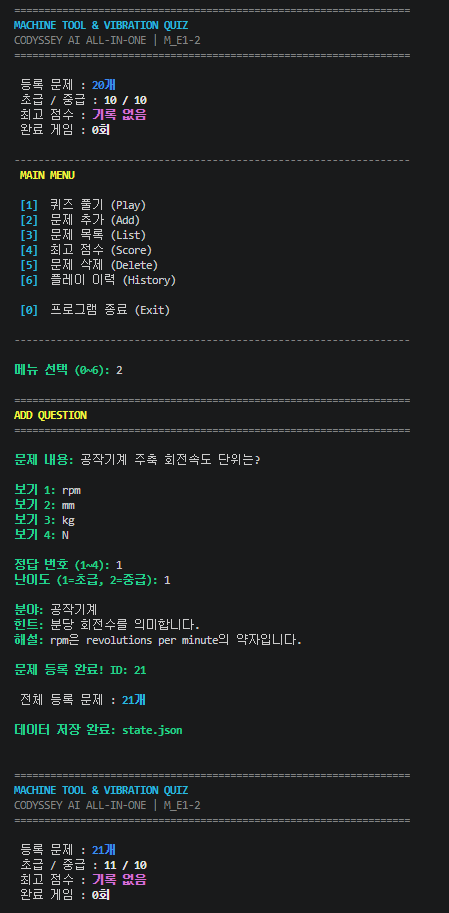 ==================================================================
MACHINE TOOL & VIBRATION QUIZ
CODYSSEY AI ALL-IN-ONE | M_E1-2
==================================================================
등록 문제 : 20개
초급 / 중급 : 10 / 10
최고 점수 : 기록 없음
완료 게임 : 0회
------------------------------------------------------------------
MAIN MENU
[1] 퀴즈 풀기 (Play)
[2] 문제 추가 (Add)
[3] 문제 목록 (List)
[4] 최고 점수 (Score)
[5] 문제 삭제 (Delete)
[6] 플레이 이력 (History)
[0] 프로그램 종료 (Exit)
------------------------------------------------------------------
메뉴 선택 (0~6): 2
==================================================================
ADD QUESTION
==================================================================
문제 내용: 공작기계 주축 회전속도 단위는?
보기 1: rpm
보기 2: mm
보기 3: kg
보기 4: N
정답 번호 (1~4): 1
난이도 (1=초급, 2=중급): 1
분야: 공작기계
힌트: 분당 회전수를 의미합니다.
해설: rpm은 revolutions per minute의 약자입니다.
문제 등록 완료! ID: 21
전체 등록 문제 : 21개
데이터 저장 완료: state.json
==================================================================
MACHINE TOOL & VIBRATION QUIZ
CODYSSEY AI ALL-IN-ONE | M_E1-2
==================================================================
등록 문제 : 21개
초급 / 중급 : 11 / 10
최고 점수 : 기록 없음
완료 게임 : 0회